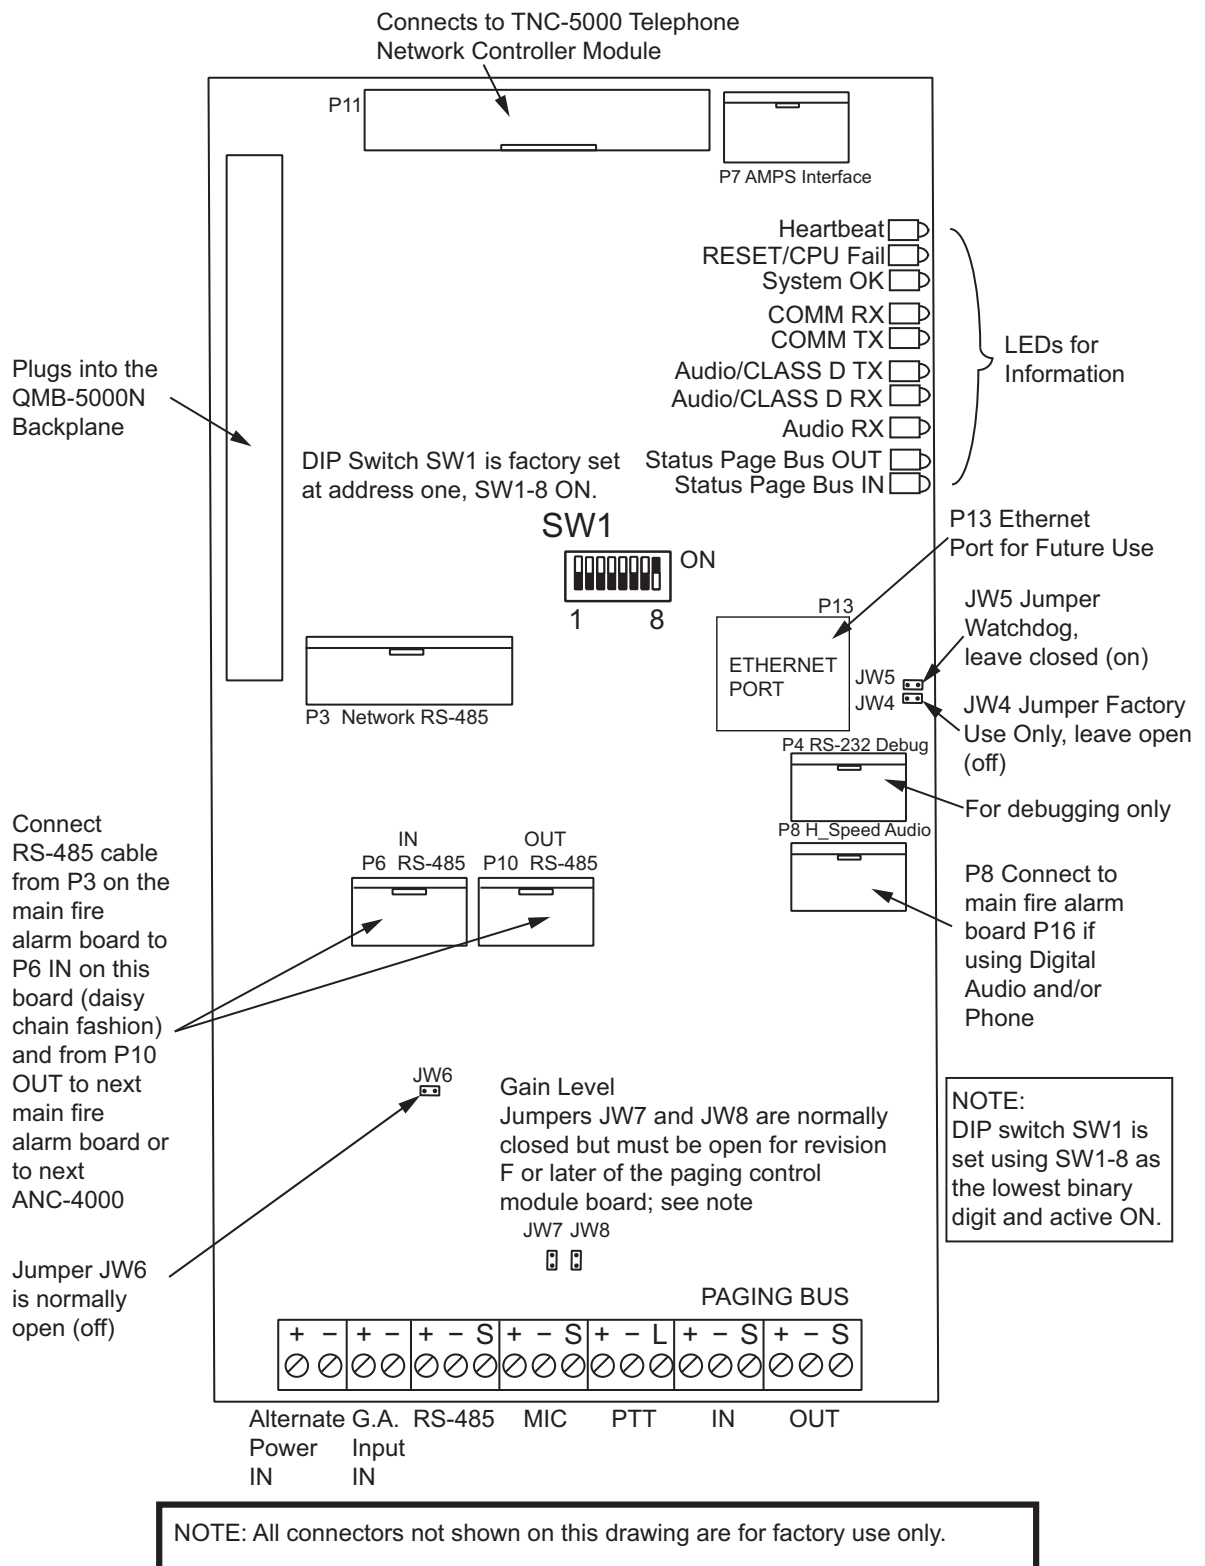 Connects to TNC-5000 Telephone
Network Controller Module
P11
P7 AMPS Interface
Heartbeat
RESET/CPU Fail
System OK
COMM RX
COMM TX
Audio/CLASS D TX
Audio/CLASS D RX
Audio RX
Status Page Bus OUT
Status Page Bus IN
LEDs for
Information
Plugs into the
QMB-5000N
Backplane
DIP Switch SW1 is factory set
at address one, SW1-8 ON.
SW1
ON
1 8
P13 Ethernet
Port for Future Use
P13
ETHERNET
PORT
JW5
JW4
JW5 Jumper
Watchdog,
leave closed (on)
JW4 Jumper Factory
Use Only, leave open
(off)
P3 Network RS-485
P4 RS-232 Debug
For debugging only
P8 H_Speed Audio
P8 Connect to
main fire alarm
board P16 if
using Digital
Audio and/or
Phone
IN OUT
P6 RS-485 P10 RS-485
Connect
RS-485 cable
from P3 on the
main fire
alarm board to
P6 IN on this
board (daisy
chain fashion)
and from P10
OUT to next
main fire
alarm board or
to next
ANC-4000
JW6
Jumper JW6
is normally
open (off)
Gain Level
Jumpers JW7 and JW8 are normally
closed but must be open for revision
F or later of the paging control
module board; see note
JW7 JW8
NOTE:
DIP switch SW1 is
set using SW1-8 as
the lowest binary
digit and active ON.
PAGING BUS
+ − + − + − S + − S + − L + − S + − S
Alternate G.A. RS-485 MIC PTT IN OUT
Power Input
IN IN
NOTE: All connectors not shown on this drawing are for factory use only.